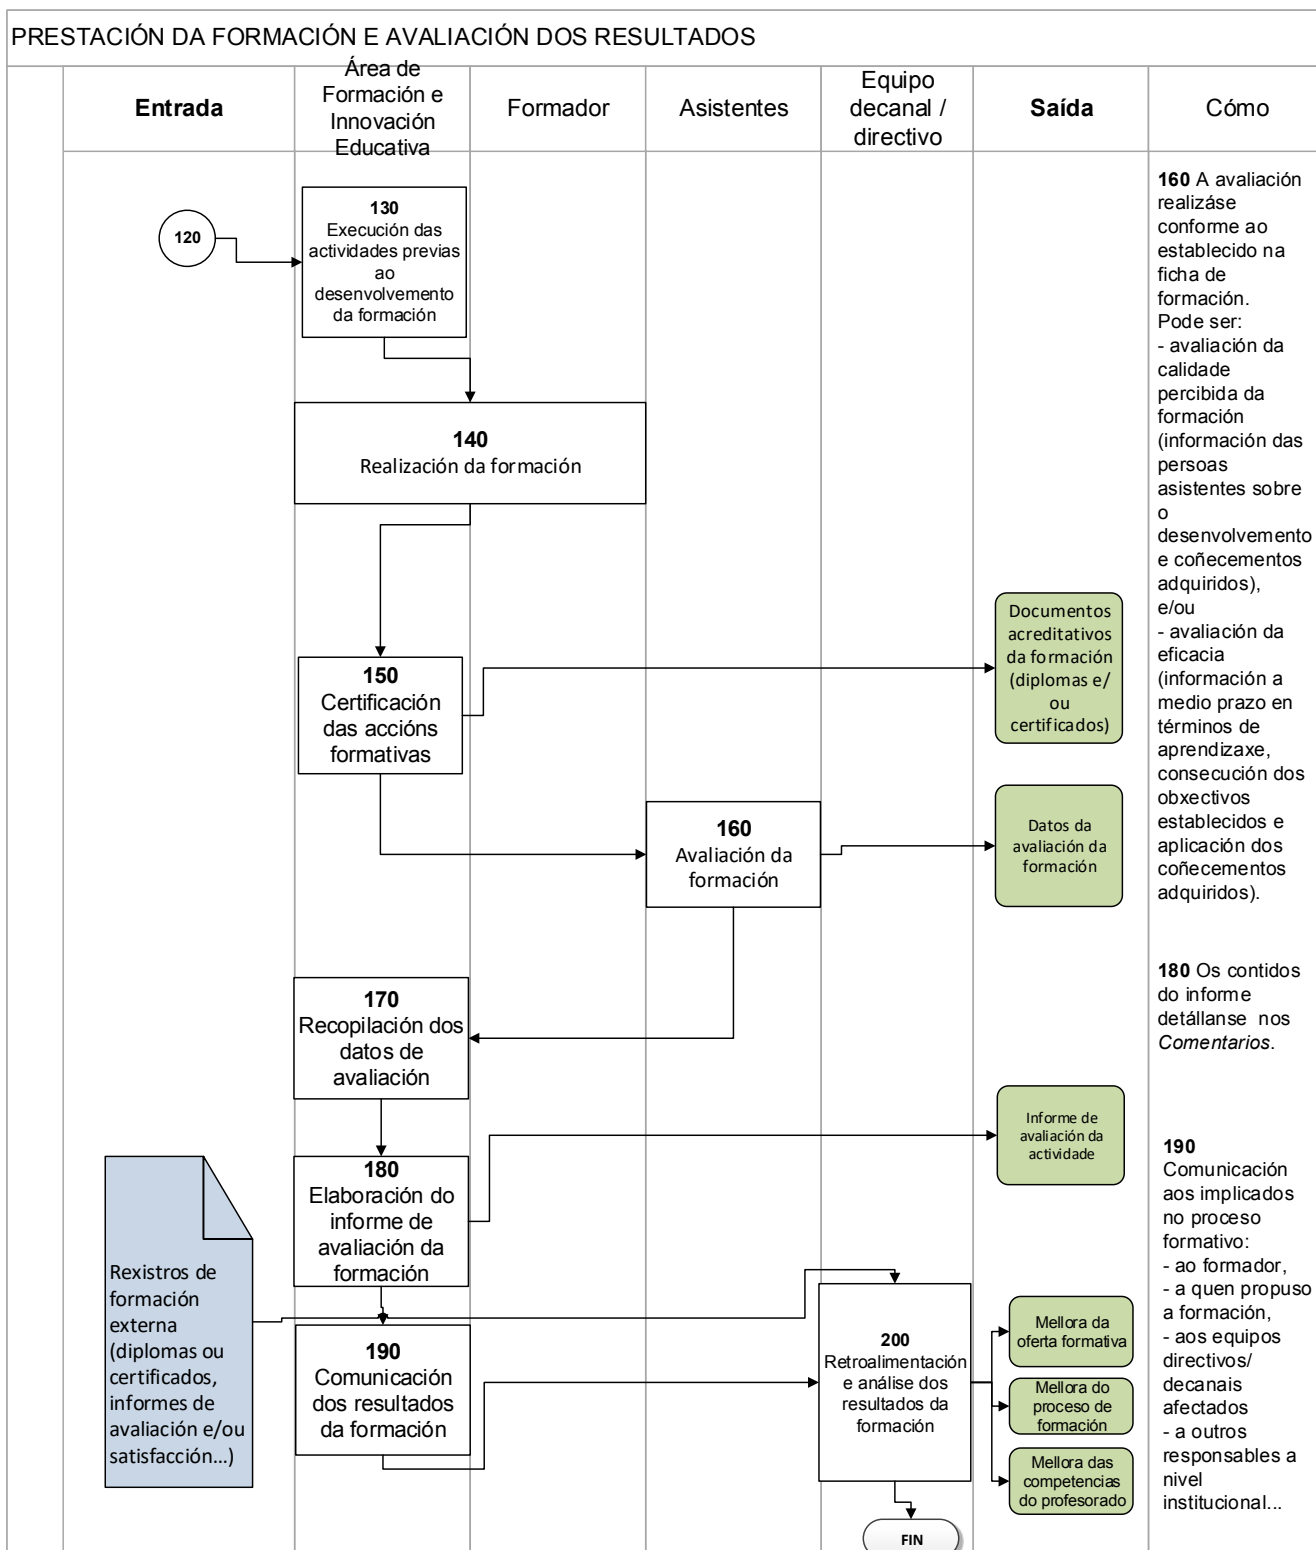 PRESTACIÓN DA FORMACIÓN E AVALIACIÓN DOS RESULTADOS
Entrada
Área de
Formación e
Innovación
Educativa
Formador
Asistentes
Equipo
decanal /
directivo
Saída
Cómo
120
130
Execución das
actividades previas
ao
desenvolvemento
da formación
140
Realización da formación
150
Certificación
das accións
formativas
Documentos
acreditativos
da formación
(diplomas e/
ou
certificados)
160
Avaliación da
formación
Datos da
avaliación da
formación
170
Recopilación dos
datos de
avaliación
180
Elaboración do
informe de
avaliación da
formación
Informe de
avaliación da
actividade
Rexistros de
formación
externa
(diplomas ou
certificados,
informes de
avaliación e/ou
satisfacción...)
190
Comunicación
dos resultados
da formación
200
Retroalimentación
e análise dos
resultados da
formación
Mellora da
oferta formativa
Mellora do
proceso de
formación
Mellora das
competencias
do profesorado
FIN
160 A avaliación
realizáse
conforme ao
establecido na
ficha de
formación.
Pode ser:
- avaliación da
calidade
percibida da
formación
(información das
persoas
asistentes sobre
o
desenvolvemento
e coñecementos
adquiridos),
e/ou
- avaliación da
eficacia
(información a
medio prazo en
términos de
aprendizaxe,
consecución dos
obxectivos
establecidos e
aplicación dos
coñecementos
adquiridos).
180 Os contidos
do informe
detállanse nos
Comentarios.
190
Comunicación
aos implicados
no proceso
formativo:
- ao formador,
- a quen propuso
a formación,
- aos equipos
directivos/
decanais
afectados
- a outros
responsables a
nivel
institucional...